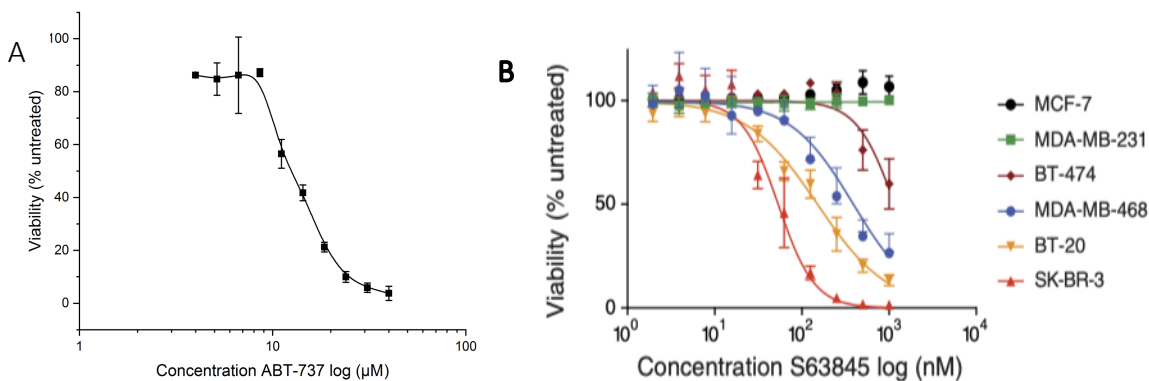 A
Viability (% untreated)
100
80
60
40
20
0
1
10
100
Concentration ABT-737 log (µM)
B
Viability (% untreated)
100
50
0
10⁰
10¹
10²
10³
10⁴
Concentration S63845 log (nM)
MCF-7
MDA-MB-231
BT-474
MDA-MB-468
BT-20
SK-BR-3